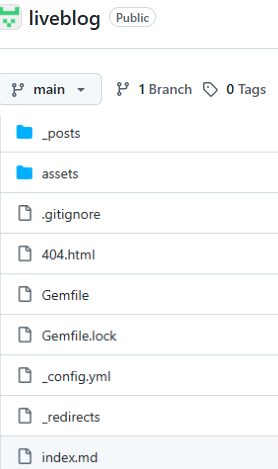 liveblog Public
main 1 Branch 0 Tags
_posts
assets
.gitignore
404.html
Gemfile
Gemfile.lock
_config.yml
_redirects
index.md